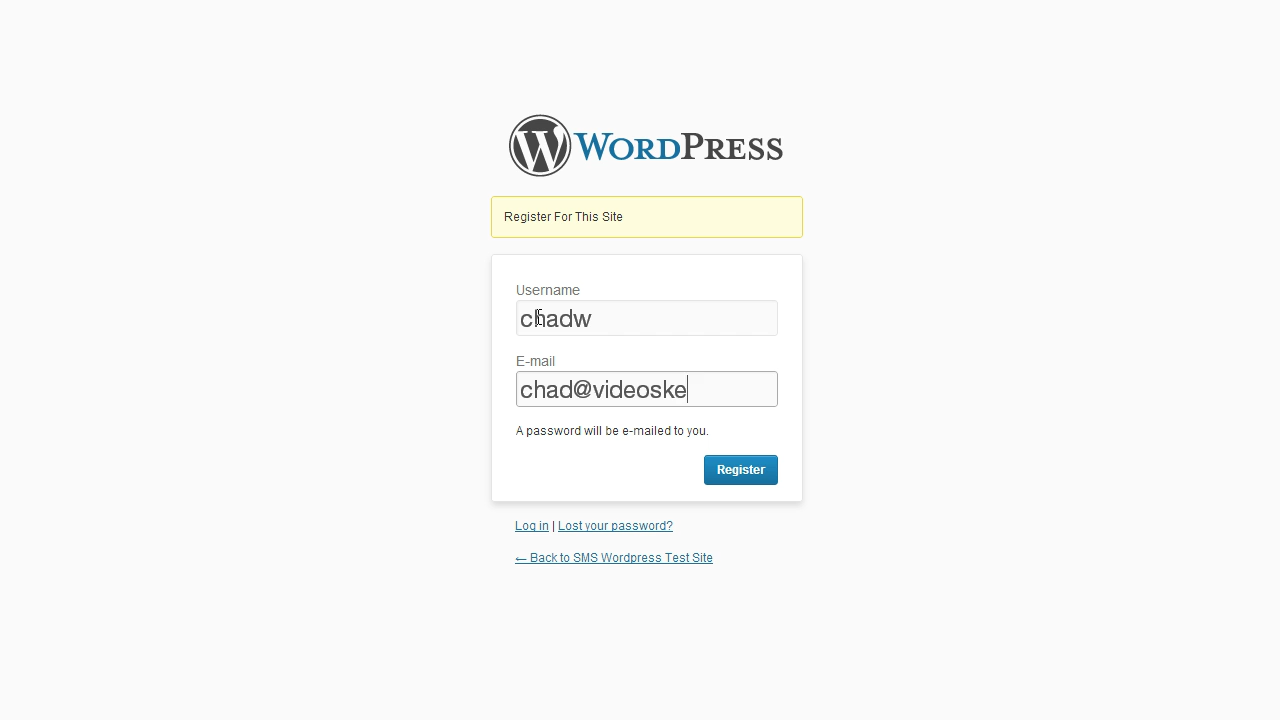 WORDPRESS
Register For This Site
Username
chadw
E-mail
chad@videoske
A password will be e-mailed to you.
Register
Log in | Lost your password?
← Back to SMS Wordpress Test Site